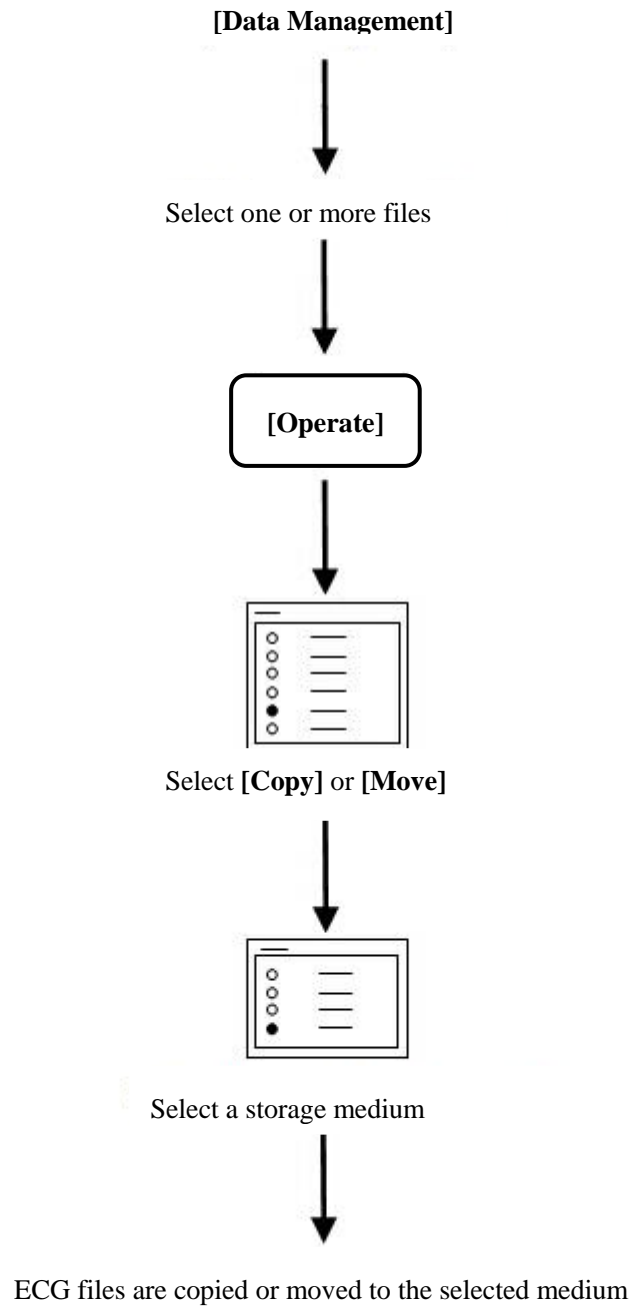 [Data Management]
Select one or more files
[Operate]
Select [Copy] or [Move]
Select a storage medium
ECG files are copied or moved to the selected medium